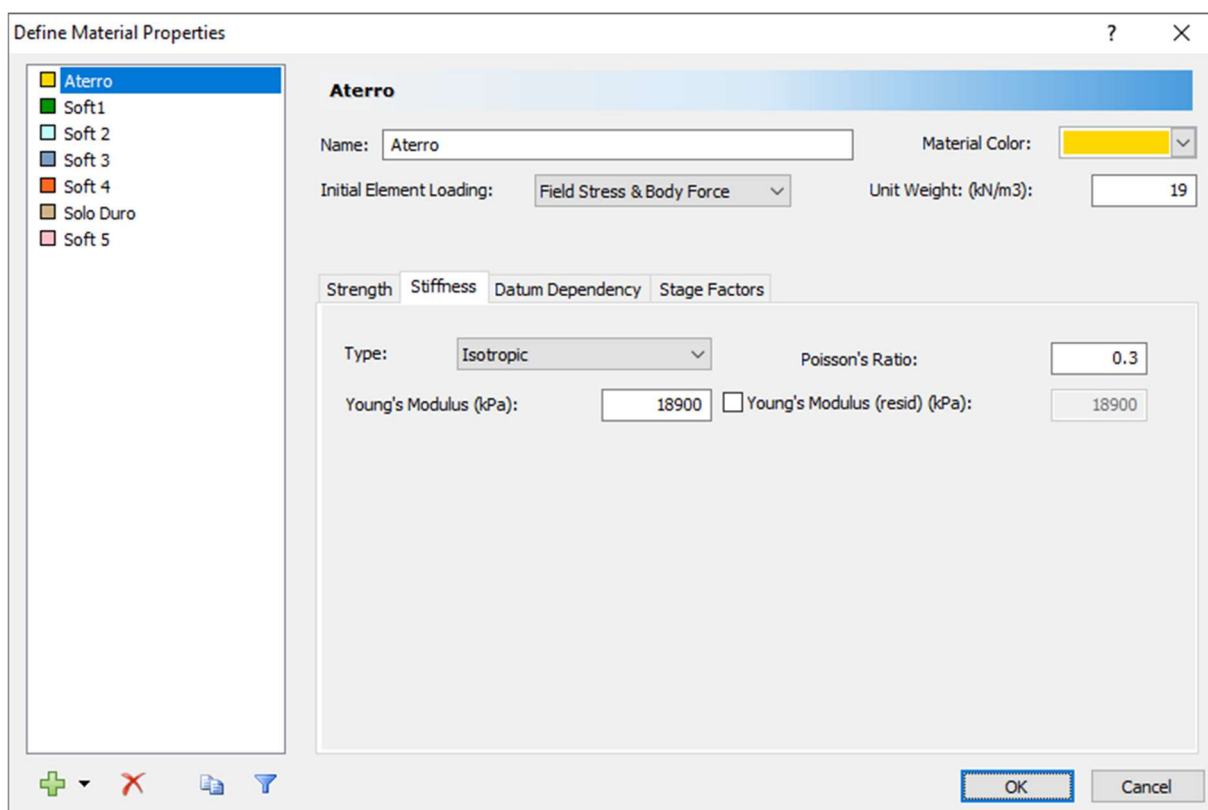 Define Material Properties
?
Aterro
Soft1
Soft 2
Soft 3
Soft 4
Solo Duro
Soft 5
Aterro
Name: Aterro Material Color:
Initial Element Loading: Field Stress & Body Force Unit Weight: (kN/m3): 19
Strength Stiffness Datum Dependency Stage Factors
Type: Isotropic Poisson's Ratio: 0.3
Young's Modulus (kPa): 18900 Young's Modulus (resid) (kPa): 18900
OK Cancel